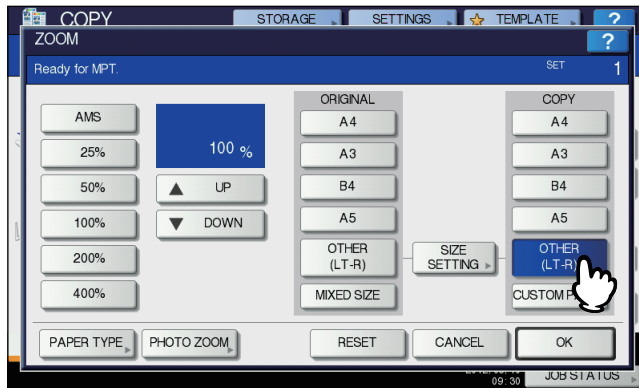 COPY
STORAGE
SETTINGS
TEMPLATE
?
ZOOM
?
Ready for MPT.
SET
1
AMS
25%
50%
100%
200%
400%
100 %
UP
DOWN
ORIGINAL
A4
A3
B4
A5
OTHER
(LT-R)
MIXED SIZE
SIZE
SETTING
COPY
A4
A3
B4
A5
OTHER
(LT-R)
CUSTOM
PAPER TYPE
PHOTO ZOOM
RESET
CANCEL
OK
09:30
JOB STATUS